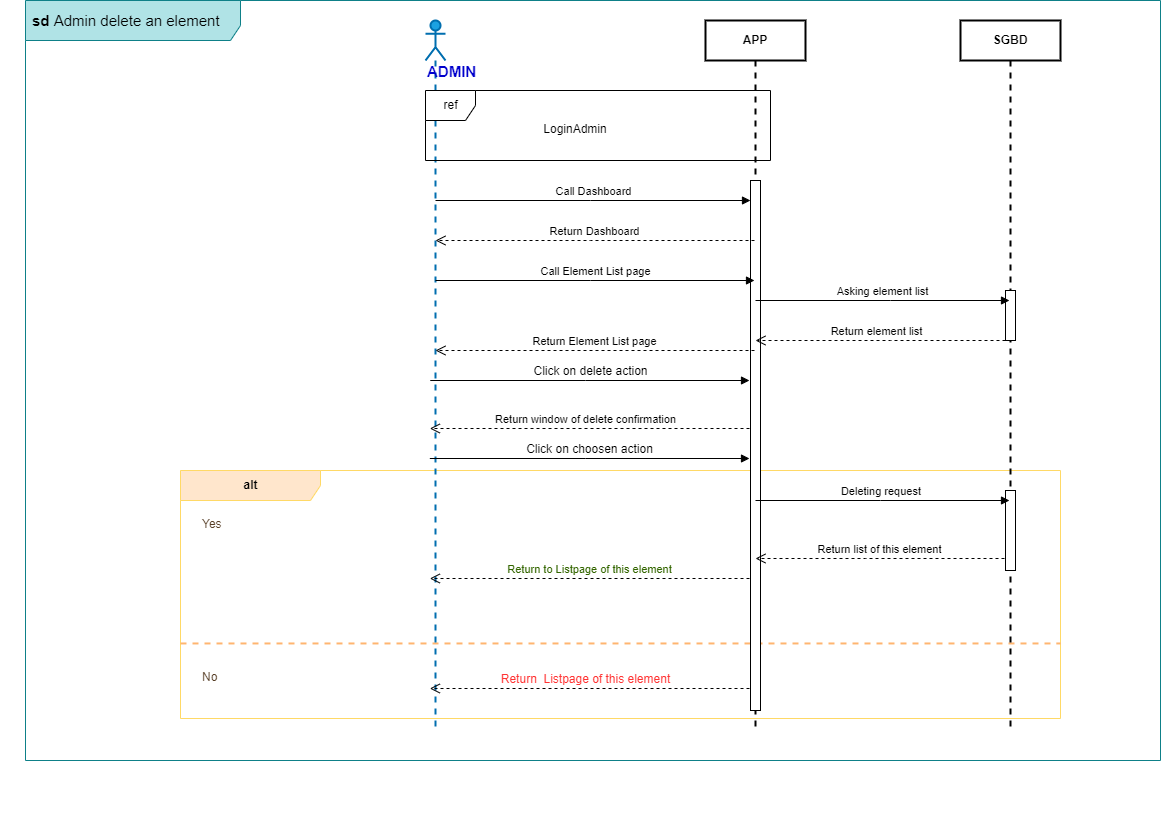 sd Admin delete an element
ADMIN
APP
SGBD
ref
LoginAdmin
Call Dashboard
Return Dashboard
Call Element List page
Asking element list
Return element list
Return Element List page
Click on delete action
Return window of delete confirmation
Click on choosen action
alt
Deleting request
Yes
Return list of this element
Return to Listpage of this element
No
Return Listpage of this element